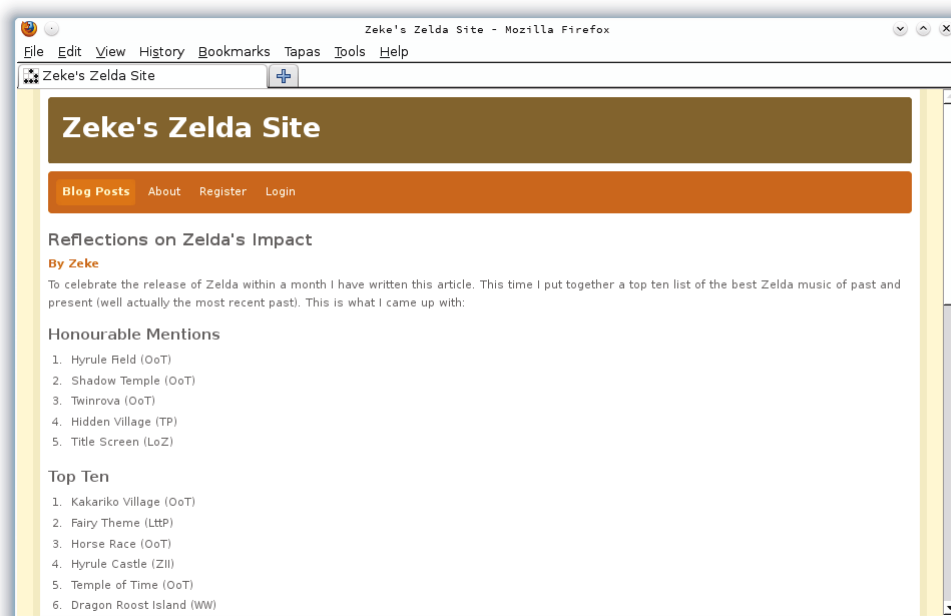 Zeke's Zelda Site - Mozilla Firefox
File Edit View History Bookmarks Tapas Tools Help
Zeke's Zelda Site
Zeke's Zelda Site
Blog Posts About Register Login
Reflections on Zelda's Impact
By Zeke
To celebrate the release of Zelda within a month I have written this article. This time I put together a top ten list of the best Zelda music of past and
present (well actually the most recent past). This is what I came up with:
Honourable Mentions
1. Hyrule Field (OoT)
2. Shadow Temple (OoT)
3. Twinrova (OoT)
4. Hidden Village (TP)
5. Title Screen (LoZ)
Top Ten
1. Kakariko Village (OoT)
2. Fairy Theme (LttP)
3. Horse Race (OoT)
4. Hyrule Castle (ZII)
5. Temple of Time (OoT)
6. Dragon Roost Island (WW)